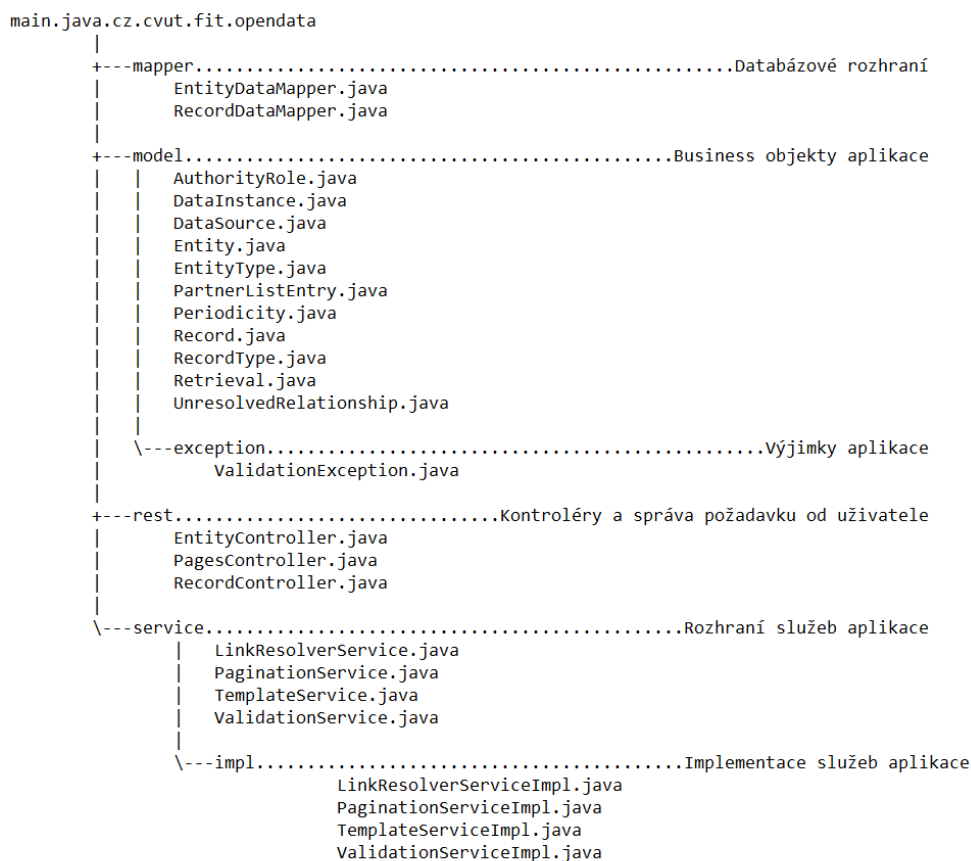 main.java.cz.cvut.fit.opendata
|
+---mapper.....................................................Databázové rozhraní
|       EntityDataMapper.java
|       RecordDataMapper.java
|
+---model................................................Business objekty aplikace
|   |   AuthorityRole.java
|   |   DataInstance.java
|   |   DataSource.java
|   |   Entity.java
|   |   EntityType.java
|   |   PartnerListEntry.java
|   |   Periodicity.java
|   |   Record.java
|   |   RecordType.java
|   |   Retrieval.java
|   |   UnresolvedRelationship.java
|   |
|   \---exception.................................................Výjimky aplikace
|           ValidationException.java
|
+---rest................................Kontroléry a správa požadavku od uživatele
|       EntityController.java
|       PagesController.java
|       RecordController.java
|
\---service...............................................Rozhraní služeb aplikace
        |   LinkResolverService.java
        |   PaginationService.java
        |   TemplateService.java
        |   ValidationService.java
        |
        \---impl..........................................Implementace služeb aplikace
                LinkResolverServiceImpl.java
                PaginationServiceImpl.java
                TemplateServiceImpl.java
                ValidationServiceImpl.java